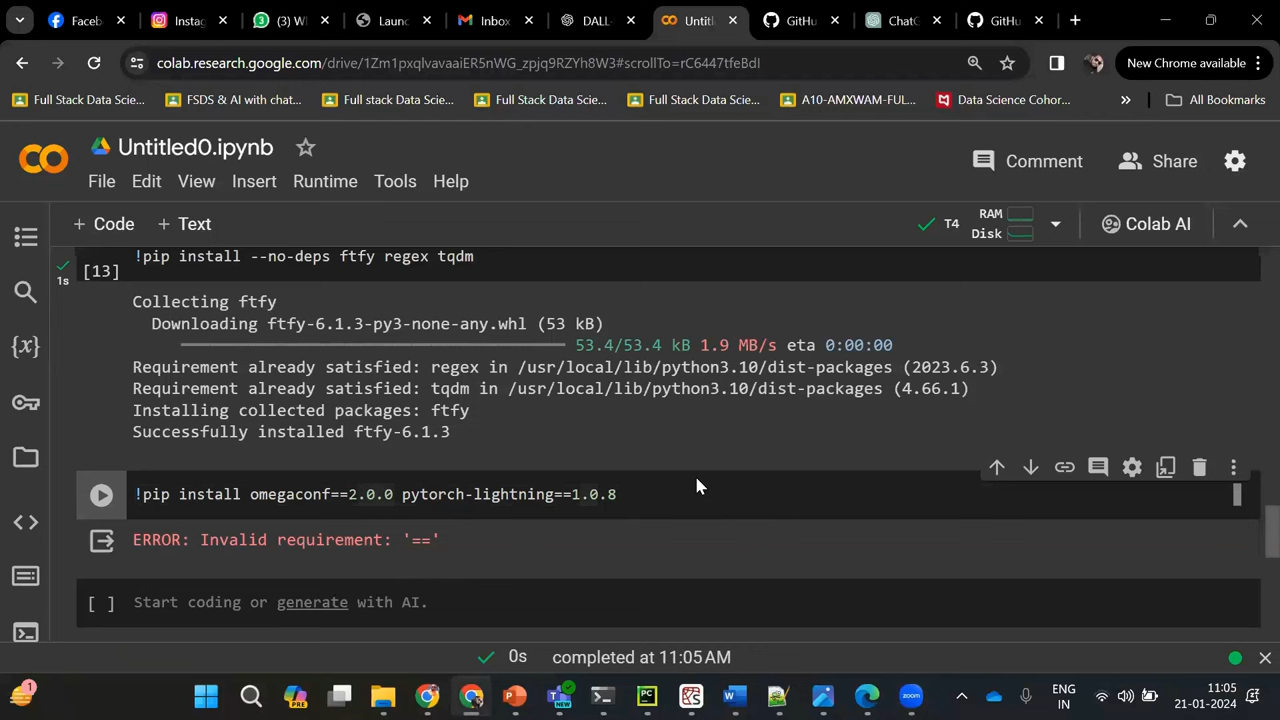 Faceb
Instag
3
(3) W
Launc
Inbox
DALL-
Untitl
GitHu
ChatG
GitHu
colab.research.google.com/drive/1Zm1pxqlvavaaiER5nWG_zpjq9RZYh8W3#scrollTo=rC6447tfeBdI
New Chrome available
Full Stack Data Scie...
FSDS & AI with chat...
Full stack Data Scie...
Full Stack Data Scie...
Full Stack Data Scie...
A10-AMXWAM-FUL...
Data Science Cohor...
All Bookmarks
Untitled0.ipynb
Comment
Share
File Edit View Insert Runtime Tools Help
+ Code + Text
T4
RAM
Disk
Colab AI
!pip install --no-deps ftfy regex tqdm
[13]
1s
Collecting ftfy
Downloading ftfy-6.1.3-py3-none-any.whl (53 kB)
53.4/53.4 kB 1.9 MB/s eta 0:00:00
Requirement already satisfied: regex in /usr/local/lib/python3.10/dist-packages (2023.6.3)
Requirement already satisfied: tqdm in /usr/local/lib/python3.10/dist-packages (4.66.1)
Installing collected packages: ftfy
Successfully installed ftfy-6.1.3
!pip install omegaconf==2.0.0 pytorch-lightning==1.0.8
ERROR: Invalid requirement: '=='
[ ] Start coding or generate with AI.
{x}
0s completed at 11:05 AM
1
PRE
NEW
PC
zoom
ENG
IN
11:05
21-01-2024